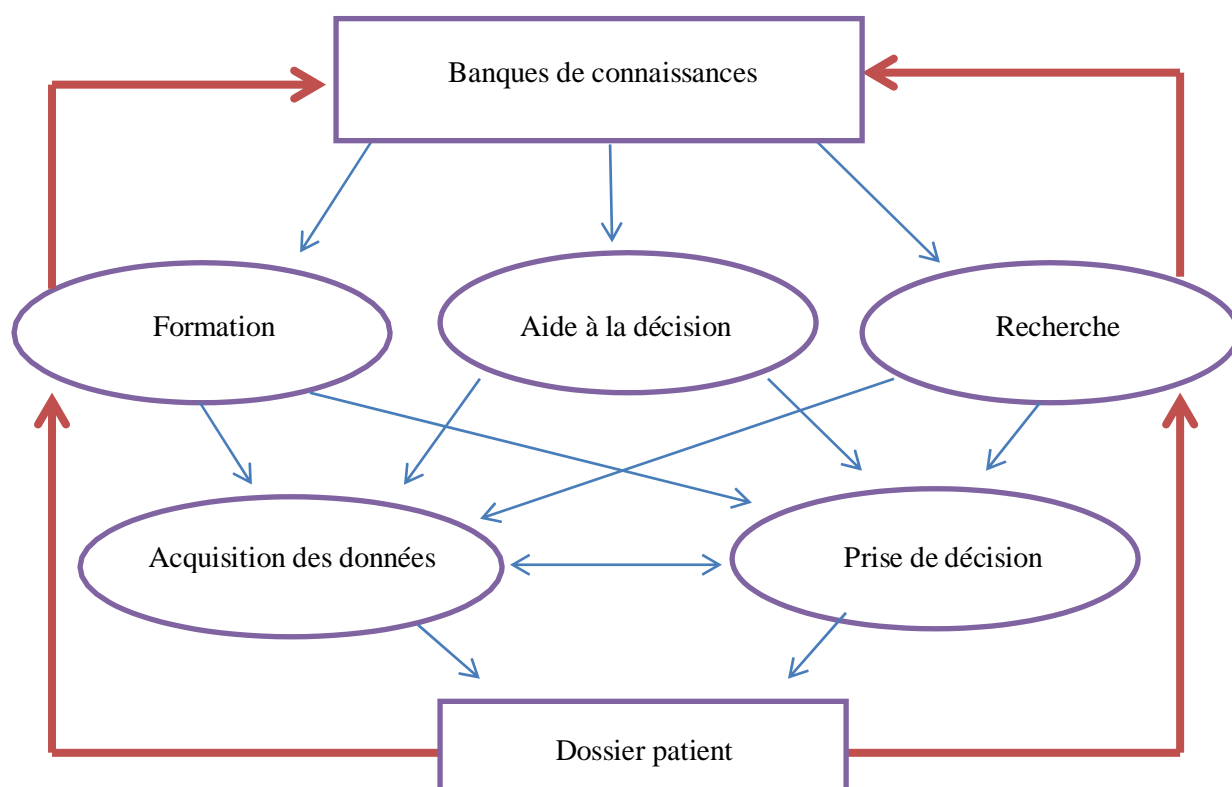 Banques de connaissances
Formation
Aide à la décision
Recherche
Acquisition des données
Prise de décision
Dossier patient